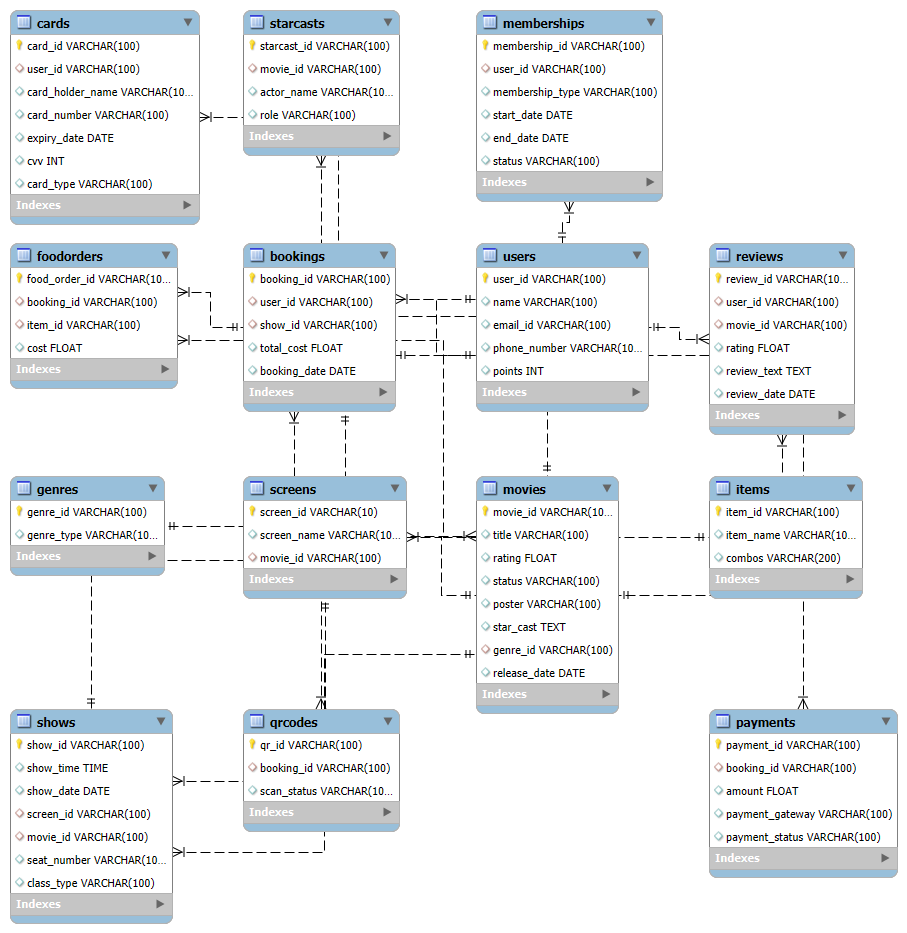 cards
card_id VARCHAR(100)
user_id VARCHAR(100)
card_holder_name VARCHAR(10...
card_number VARCHAR(100)
expiry_date DATE
cvv INT
card_type VARCHAR(100)
Indexes
starcasts
starcast_id VARCHAR(100)
movie_id VARCHAR(100)
actor_name VARCHAR(10...
role VARCHAR(100)
Indexes
memberships
membership_id VARCHAR(100)
user_id VARCHAR(100)
membership_type VARCHAR(100)
start_date DATE
end_date DATE
status VARCHAR(100)
Indexes
foodorders
food_order_id VARCHAR(10...
booking_id VARCHAR(100)
item_id VARCHAR(100)
cost FLOAT
Indexes
bookings
booking_id VARCHAR(100)
user_id VARCHAR(100)
show_id VARCHAR(100)
total_cost FLOAT
booking_date DATE
Indexes
users
user_id VARCHAR(100)
name VARCHAR(100)
email_id VARCHAR(100)
phone_number VARCHAR(10...
points INT
Indexes
reviews
review_id VARCHAR(10...
user_id VARCHAR(100)
movie_id VARCHAR(100)
rating FLOAT
review_text TEXT
review_date DATE
Indexes
genres
genre_id VARCHAR(100)
genre_type VARCHAR(10...
Indexes
screens
screen_id VARCHAR(10)
screen_name VARCHAR(10...
movie_id VARCHAR(100)
Indexes
movies
movie_id VARCHAR(10...
title VARCHAR(100)
rating FLOAT
status VARCHAR(100)
poster VARCHAR(100)
star_cast TEXT
genre_id VARCHAR(100)
release_date DATE
Indexes
items
item_id VARCHAR(100)
item_name VARCHAR(10...
combos VARCHAR(200)
Indexes
shows
show_id VARCHAR(100)
show_time TIME
show_date DATE
screen_id VARCHAR(100)
movie_id VARCHAR(100)
seat_number VARCHAR(10...
class_type VARCHAR(100)
Indexes
qrcodes
qr_id VARCHAR(100)
booking_id VARCHAR(100)
scan_status VARCHAR(10...
Indexes
payments
payment_id VARCHAR(100)
booking_id VARCHAR(100)
amount FLOAT
payment_gateway VARCHAR(100)
payment_status VARCHAR(100)
Indexes